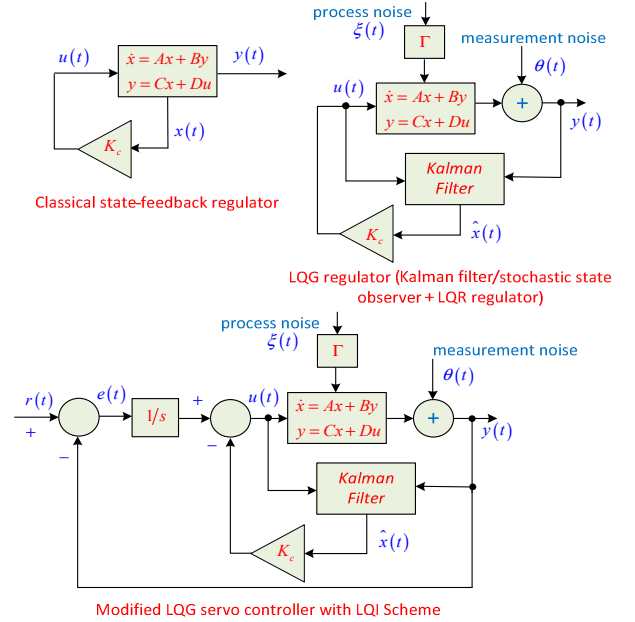 u(t)
ẋ = Ax + By
y = Cx + Du
y(t)
x(t)
K_c
Classical state-feedback regulator
process noise
ξ(t)
Γ
measurement noise
θ(t)
u(t)
ẋ = Ax + By
y = Cx + Du
+
y(t)
Kalman
Filter
K_c
x̂(t)
LQG regulator (Kalman filter/stochastic state
observer + LQR regulator)
process noise
ξ(t)
Γ
measurement noise
θ(t)
r(t)
+
−
e(t)
1/s
+
−
u(t)
ẋ = Ax + By
y = Cx + Du
+
y(t)
Kalman
Filter
K_c
x̂(t)
Modified LQG servo controller with LQI Scheme